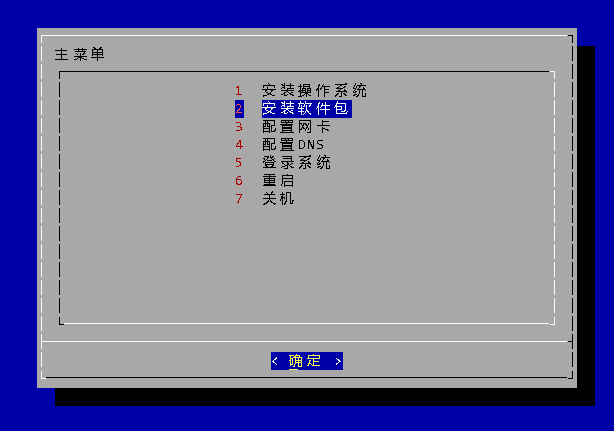 主菜单
1 安装操作系统
2 安装软件包
3 配置网卡
4 配置DNS
5 登录系统
6 重启
7 关机
< 确定 >